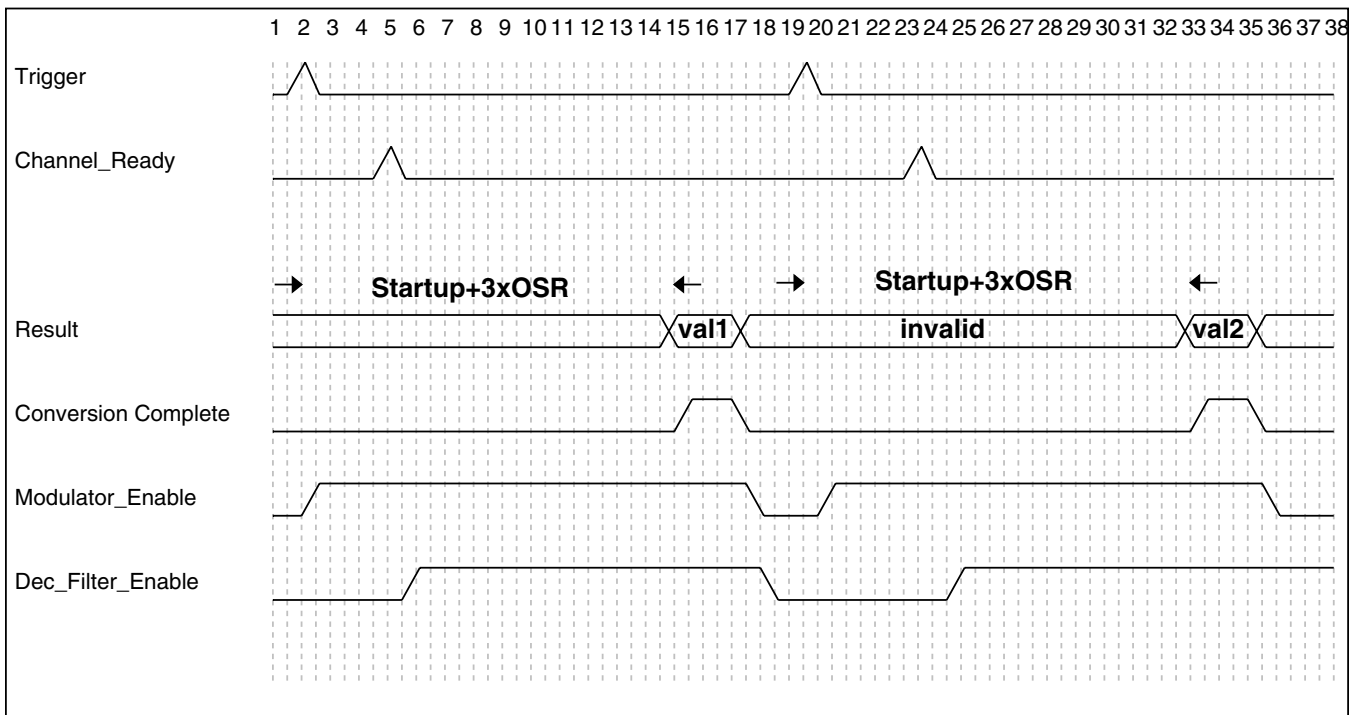 1 2 3 4 5 6 7 8 9 10 11 12 13 14 15 16 17 18 19 20 21 22 23 24 25 26 27 28 29 30 31 32 33 34 35 36 37 38
Trigger
Channel_Ready
Startup+3xOSR Startup+3xOSR
Result val1 invalid val2
Conversion Complete
Modulator_Enable
Dec_Filter_Enable